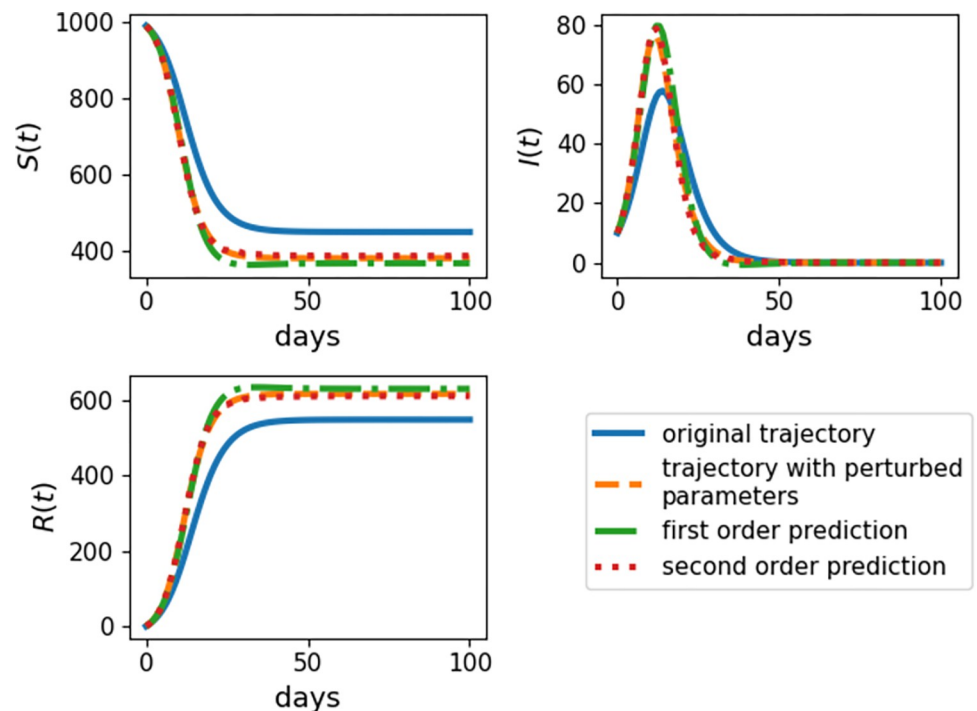 1000
800
600
400
S(t)
0
50
100
days
80
60
40
20
0
I(t)
0
50
100
days
600
400
200
0
R(t)
0
50
100
days
original trajectory
trajectory with perturbed
parameters
first order prediction
second order prediction